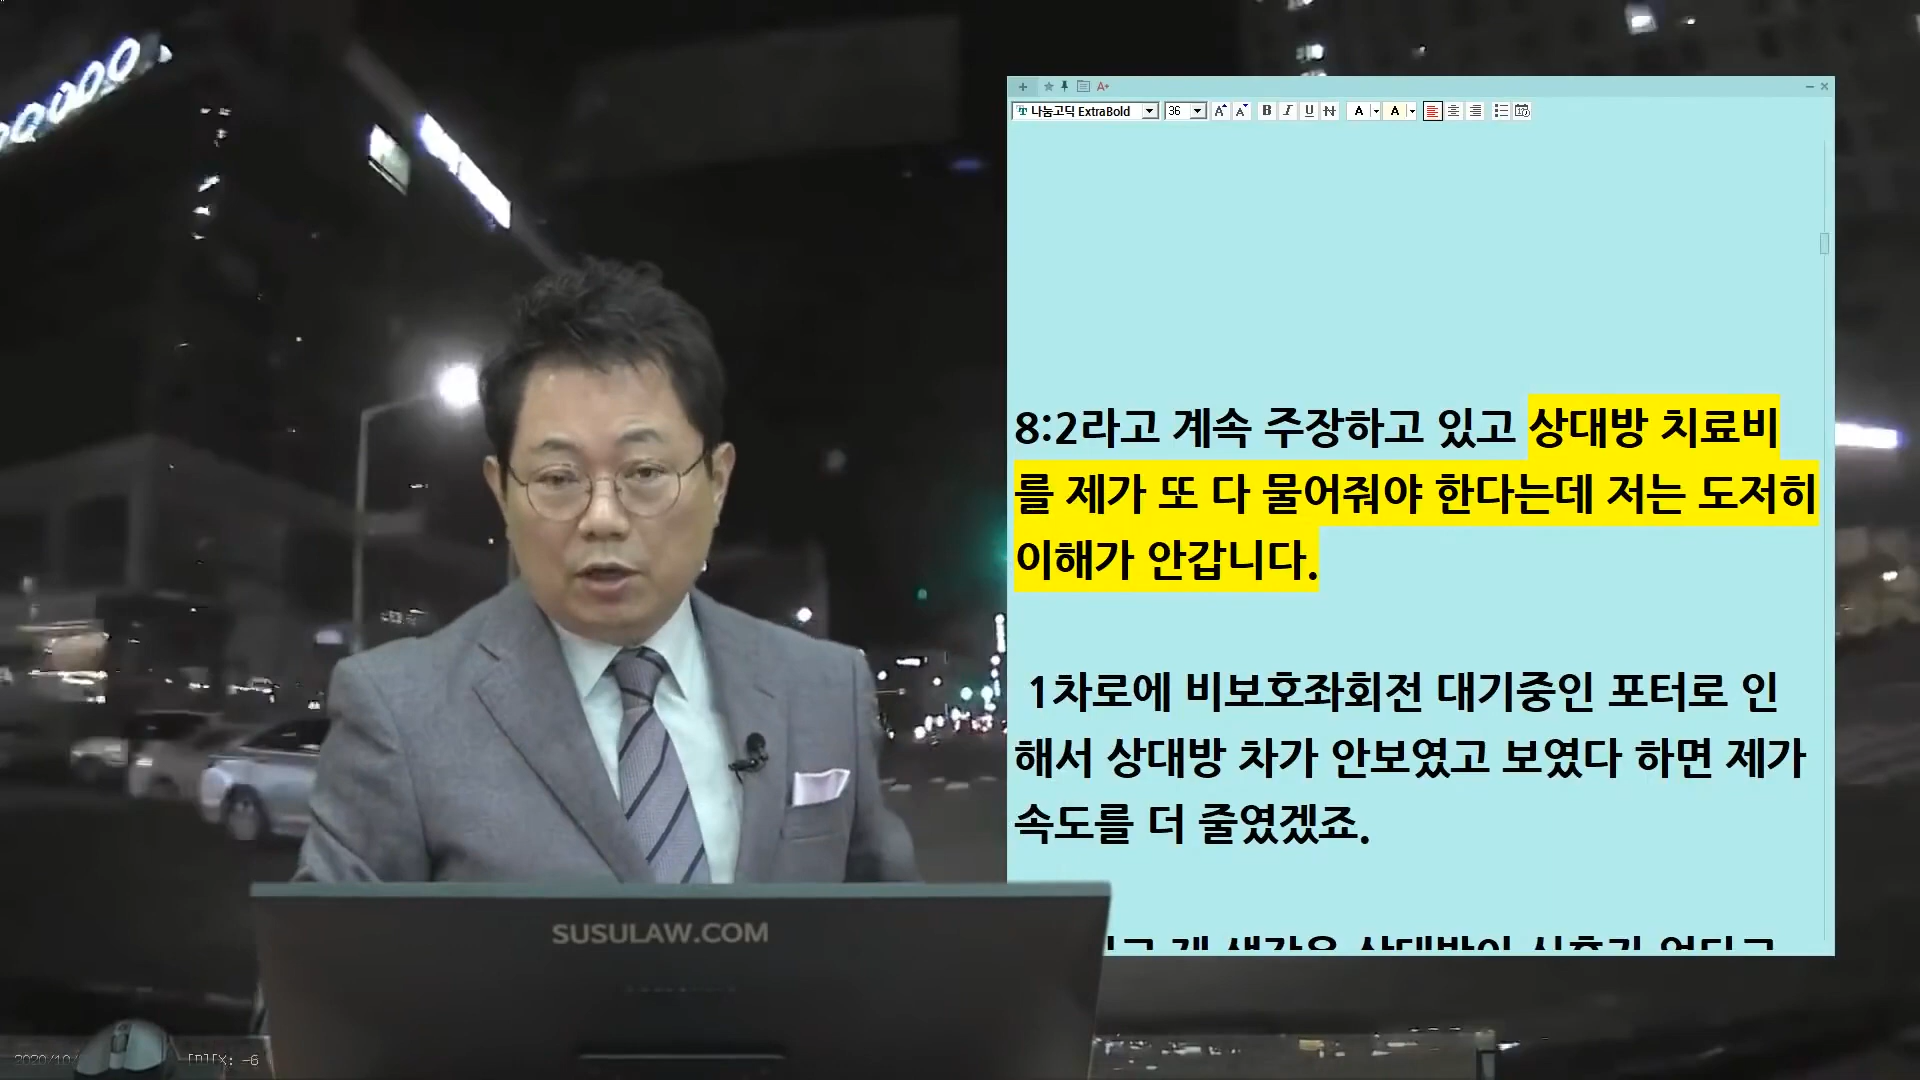 나눔고딕 ExtraBold 36
8:2라고 계속 주장하고 있고 상대방 치료비
를 제가 또 다 물어줘야 한다는데 저는 도저히
이해가 안갑니다.
1차로에 비보호좌회전 대기중인 포터로 인
해서 상대방 차가 안보였고 보였다 하면 제가
속도를 더 줄였겠죠.
SUSULAW.COM
2020/10/